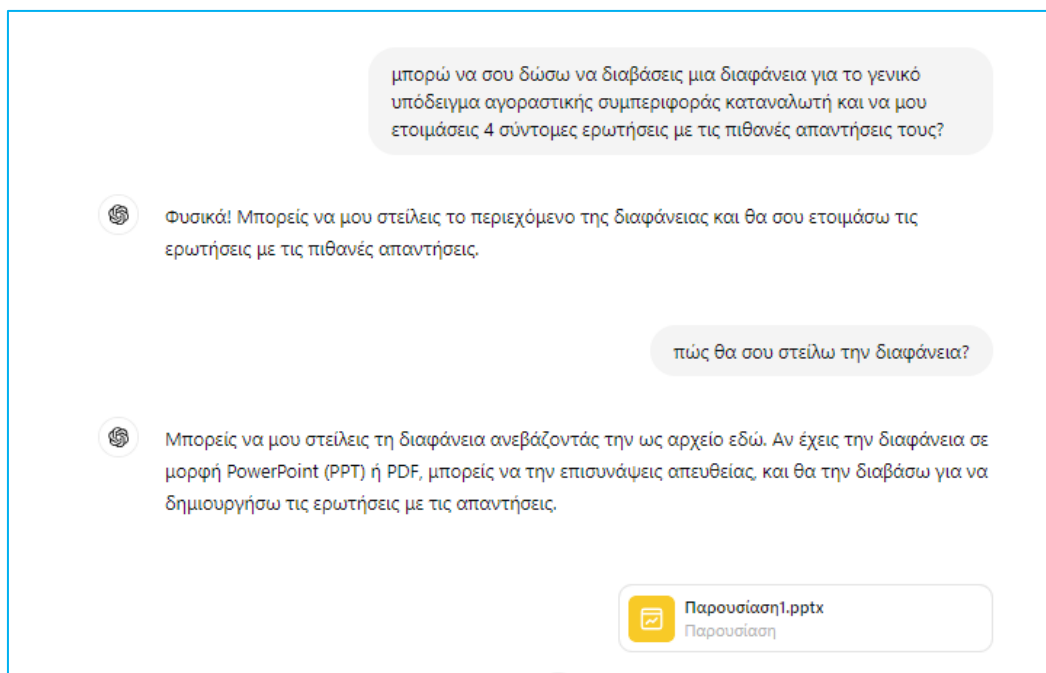 μπορώ να σου δώσω να διαβάσεις μια διαφάνεια για το γενικό
υπόδειγμα αγοραστικής συμπεριφοράς καταναλωτή και να μου
ετοιμάσεις 4 σύντομες ερωτήσεις με τις πιθανές απαντήσεις τους?
Φυσικά! Μπορείς να μου στείλεις το περιεχόμενο της διαφάνειας και θα σου ετοιμάσω τις
ερωτήσεις με τις πιθανές απαντήσεις.
πώς θα σου στείλω την διαφάνεια?
Μπορείς να μου στείλεις τη διαφάνεια ανεβάζοντάς την ως αρχείο εδώ. Αν έχεις την διαφάνεια σε
μορφή PowerPoint (PPT) ή PDF, μπορείς να την επισυνάψεις απευθείας, και θα την διαβάσω για να
δημιουργήσω τις ερωτήσεις με τις απαντήσεις.
Παρουσίαση1.pptx
Παρουσίαση